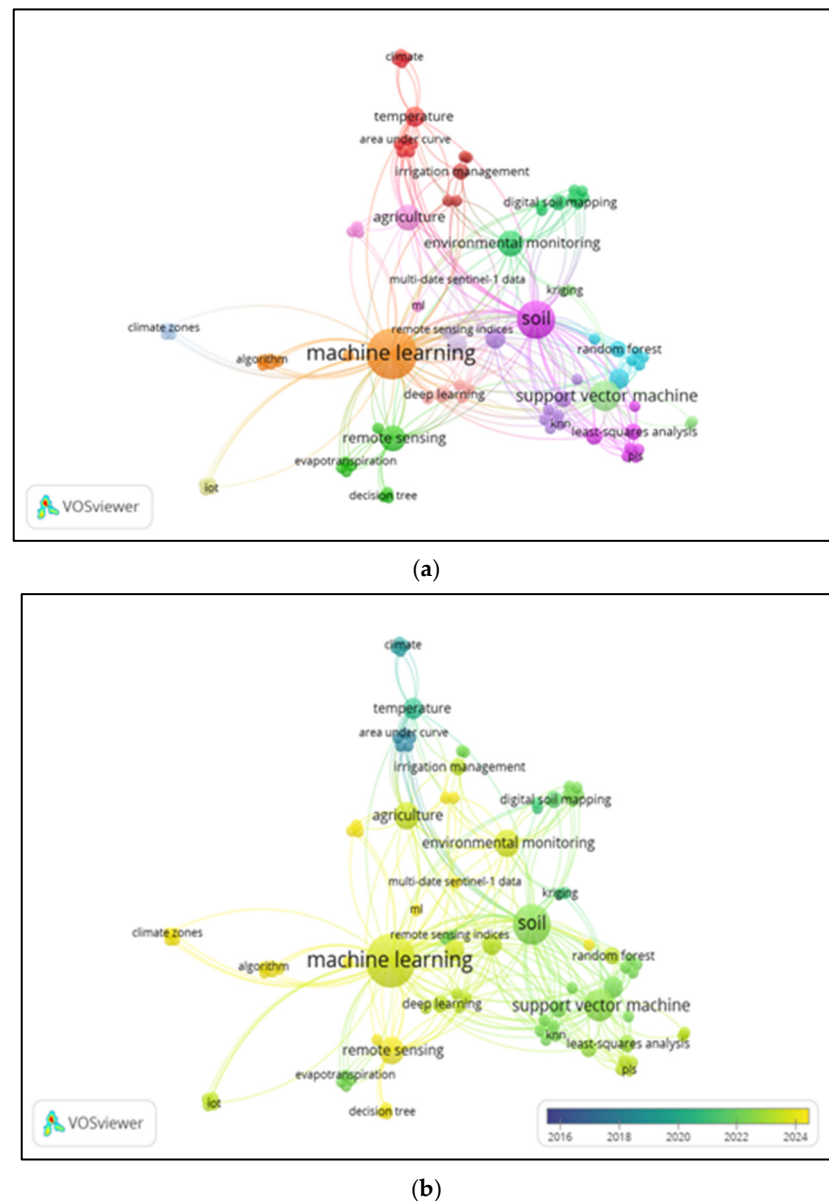 climate
temperature
area under curve
irrigation management
digital soil mapping
agriculture
environmental monitoring
multi-date sentinel-1 data
kriging
ml
soil
climate zones
remote sensing indices
machine learning
random forest
algorithm
deep learning
support vector machine
knn
least-squares analysis
remote sensing
pls
evapotranspiration
iot
decision tree
VOSviewer
(a)
climate
temperature
area under curve
irrigation management
digital soil mapping
agriculture
environmental monitoring
multi-date sentinel-1 data
kriging
ml
soil
climate zones
remote sensing indices
machine learning
random forest
algorithm
deep learning
support vector machine
knn
least-squares analysis
remote sensing
pls
evapotranspiration
iot
decision tree
VOSviewer
2016 2018 2020 2022 2024
(b)